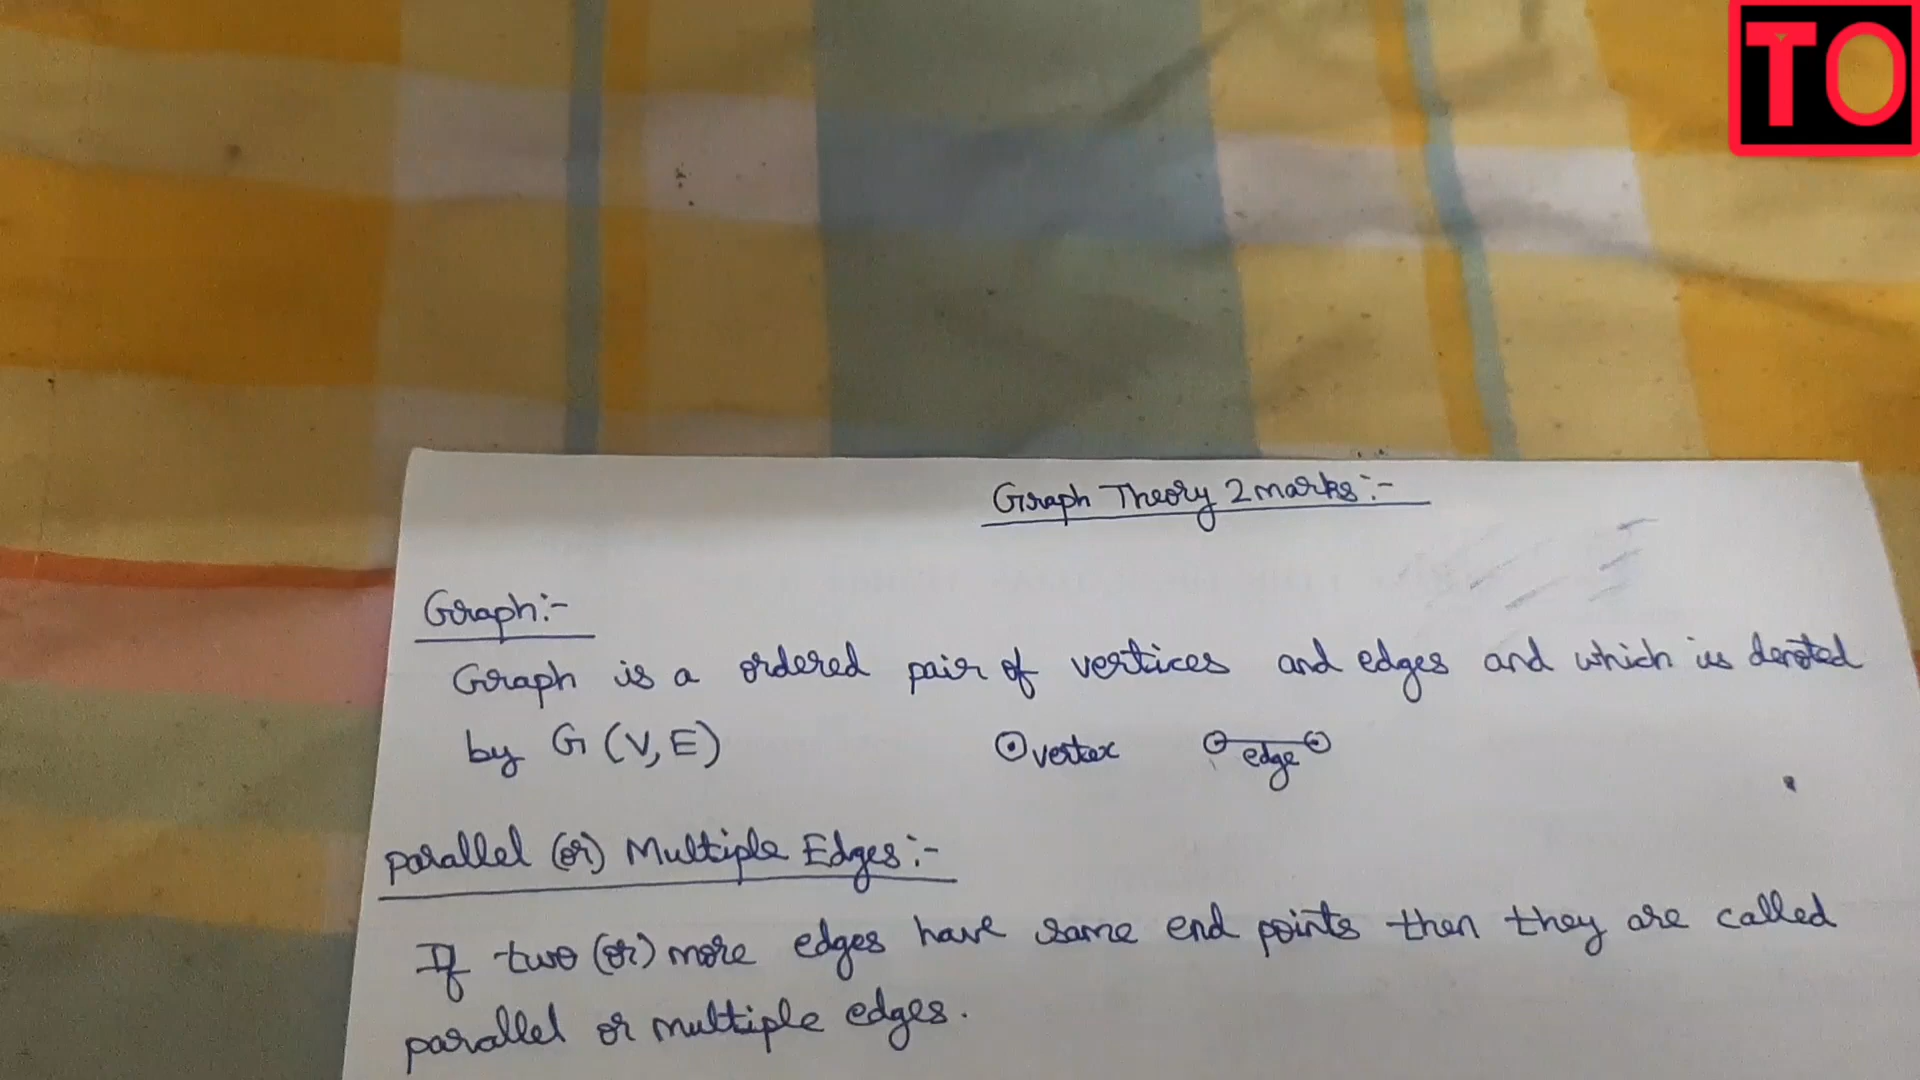 TO
Graph Theory 2 marks:-
Graph:-
Graph is a ordered pair of vertices and edges and which is denoted
by G (V, E) vertex edge
parallel (or) Multiple Edges:-
If two (or) more edges have same end points then they are called
parallel or multiple edges.